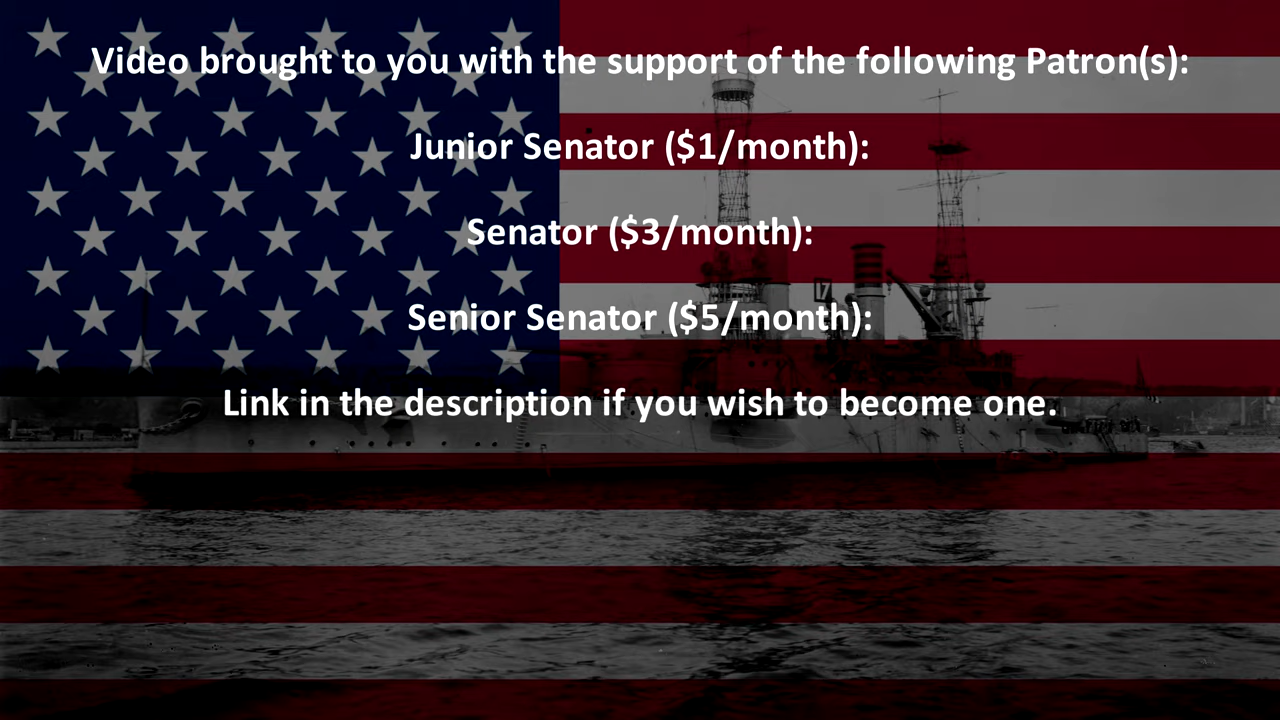 Video brought to you with the support of the following Patron(s):
Junior Senator ($1/month):
Senator ($3/month):
Senior Senator ($5/month):
17
Link in the description if you wish to become one.